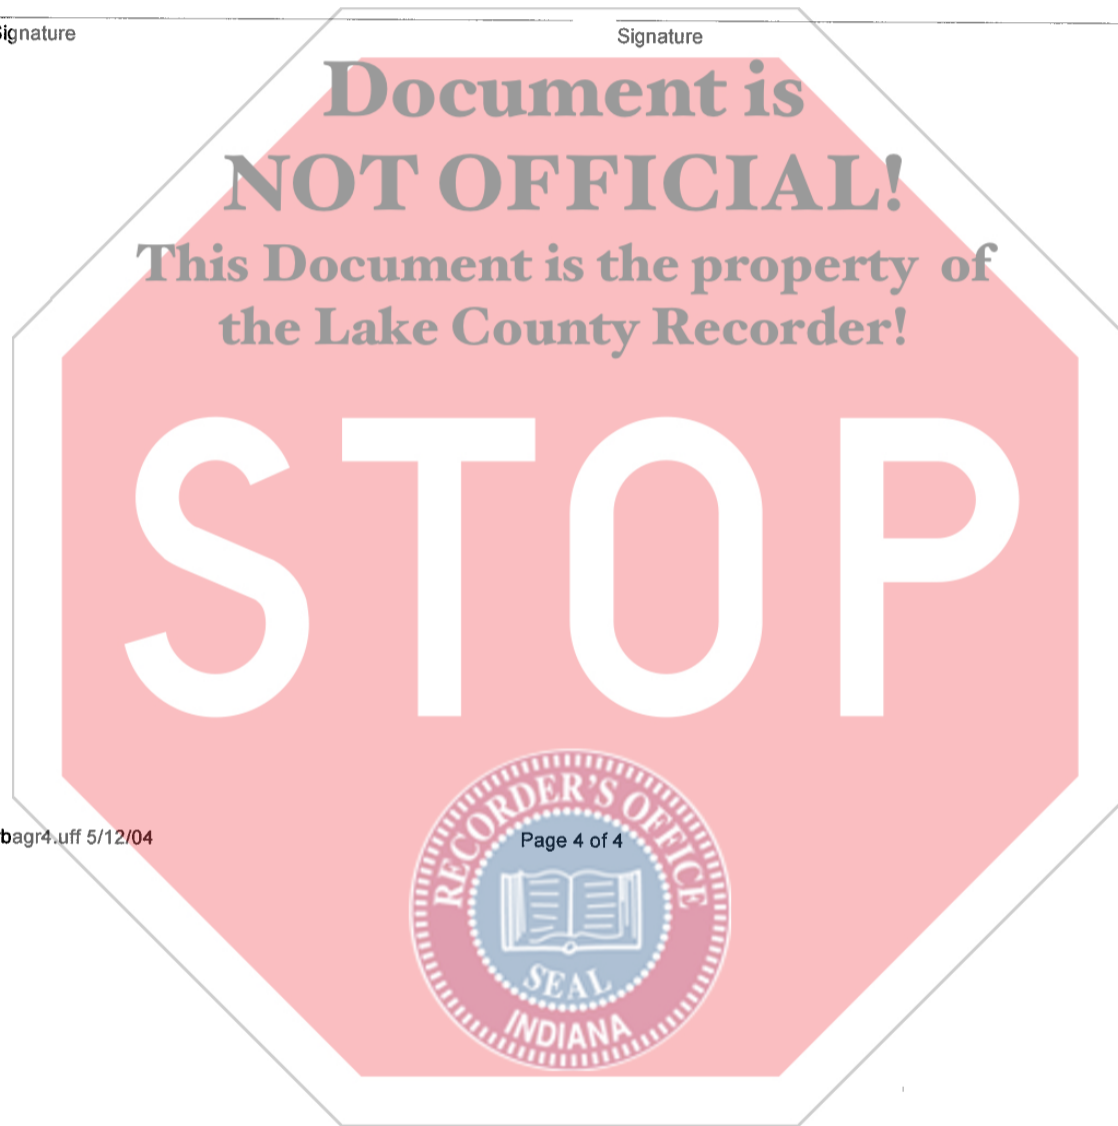 Signature Signature
Document is
NOT OFFICIAL!
This Document is the property of
the Lake County Recorder!
STOP
bagr4.uff 5/12/04 Page 4 of 4
RECORDER'S OFFICE
SEAL
INDIANA